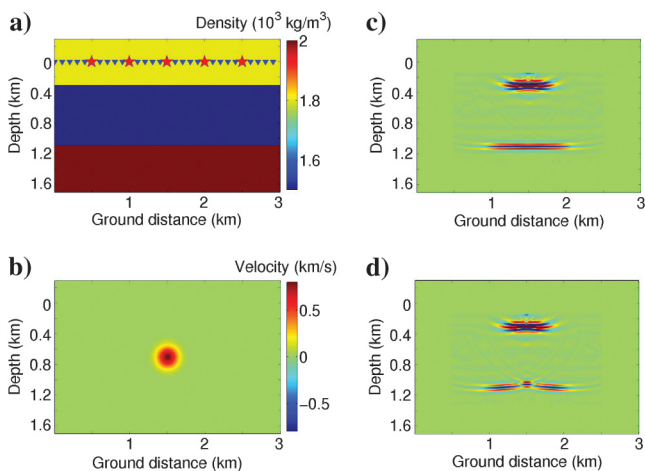 a)
Density (10³ kg/m³)
Depth (km)
0
0.4
0.8
1.2
1.6
1
2
3
Ground distance (km)
2
1.8
1.6
c)
Depth (km)
0
0.4
0.8
1.2
1.6
1
2
3
Ground distance (km)
b)
Velocity (km/s)
Depth (km)
0
0.4
0.8
1.2
1.6
1
2
3
Ground distance (km)
0.5
0
−0.5
d)
Depth (km)
0
0.4
0.8
1.2
1.6
1
2
3
Ground distance (km)